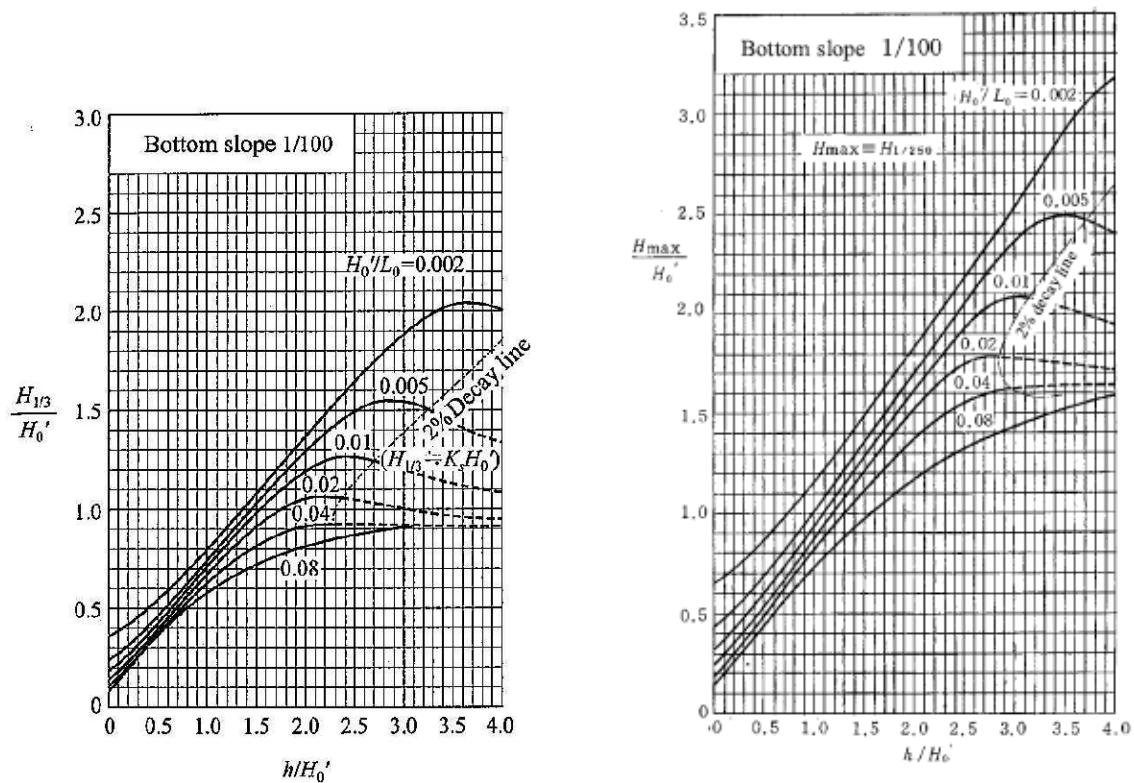 Bottom slope 1/100
3.0
2.5
H₀'/L₀=0.002
2.0
0.005
2% Decay line
1.5
H1/3
H₀'
0.01
(H1/3≒KsH₀')
0.02
1.0
0.04
0.08
0.5
0
0 0.5 1.0 1.5 2.0 2.5 3.0 3.5 4.0
h/H₀'
3.5
Bottom slope 1/100
H₀'/L₀=0.002
3.0
Hmax≡H1/250
2.5
0.005
Hmax
H₀'
2% decay line
0.01
2.0
0.02
0.04
1.5
0.08
1.0
0.5
0
0 0.5 1.0 1.5 2.0 2.5 3.0 3.5 4.0
h/H₀'